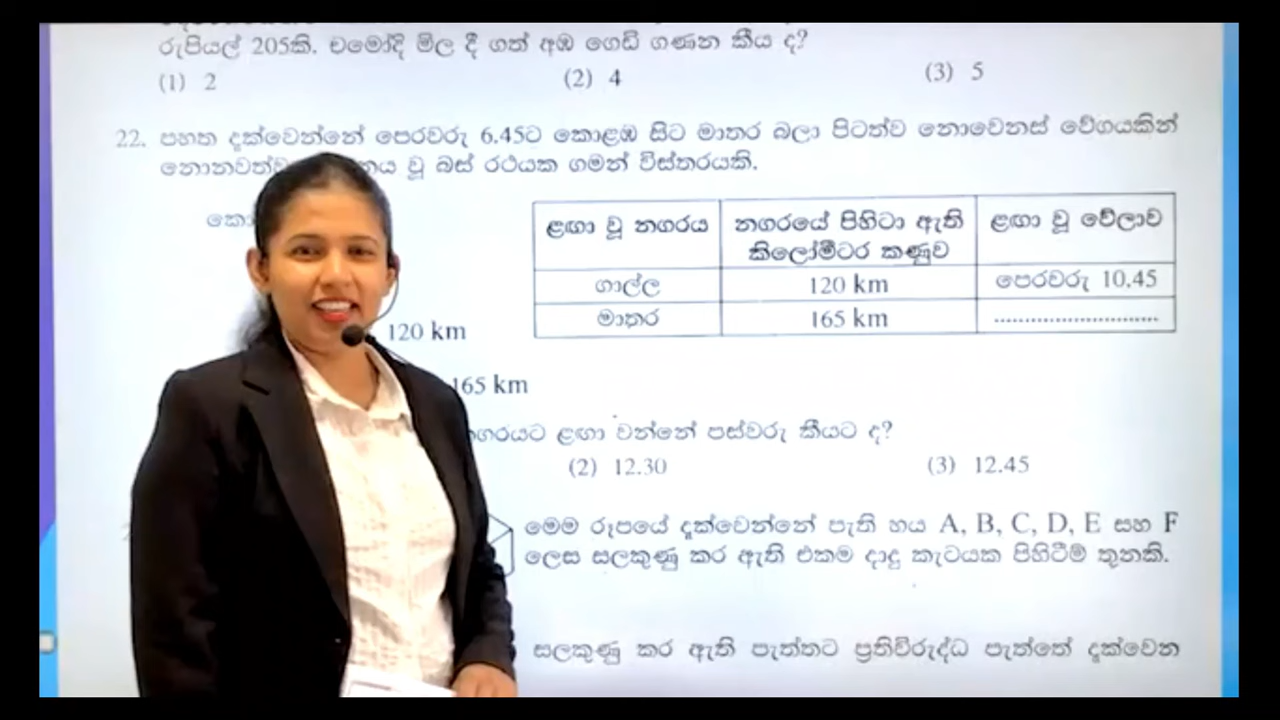 රුපියල් 205කි. චමෝදි මිල දී ගත් අඹ ගෙඩි ගණන කීය ද?
(1) 2 (2) 4 (3) 5
22. පහත දැක්වෙන්නේ පෙරවරු 6.45ට කොළඹ සිට මාතර බලා පිටත්ව නොවෙනස් වේගයකින්
වූ බස් රථයක ගමන් විස්තරයකි.
ළඟා වූ නගරය නගරයේ පිහිටා ඇති කිලෝමීටර කණුව ළඟා වූ වේලාව
ගාල්ල 120 km පෙරවරු 10.45
මාතර 165 km ................................
120 km
165 km
ළඟා වන්නේ පස්වරු කීයට ද?
(2) 12.30 (3) 12.45
මෙම රූපයේ දැක්වෙන්නේ පැති හය A, B, C, D, E සහ F
ලෙස සලකුණු කර ඇති එකම දාදු කැටයක පිහිටීම් තුනකි.
සලකුණු කර ඇති පැත්තට ප්‍රතිවිරුද්ධ පැත්තේ දැක්වෙන